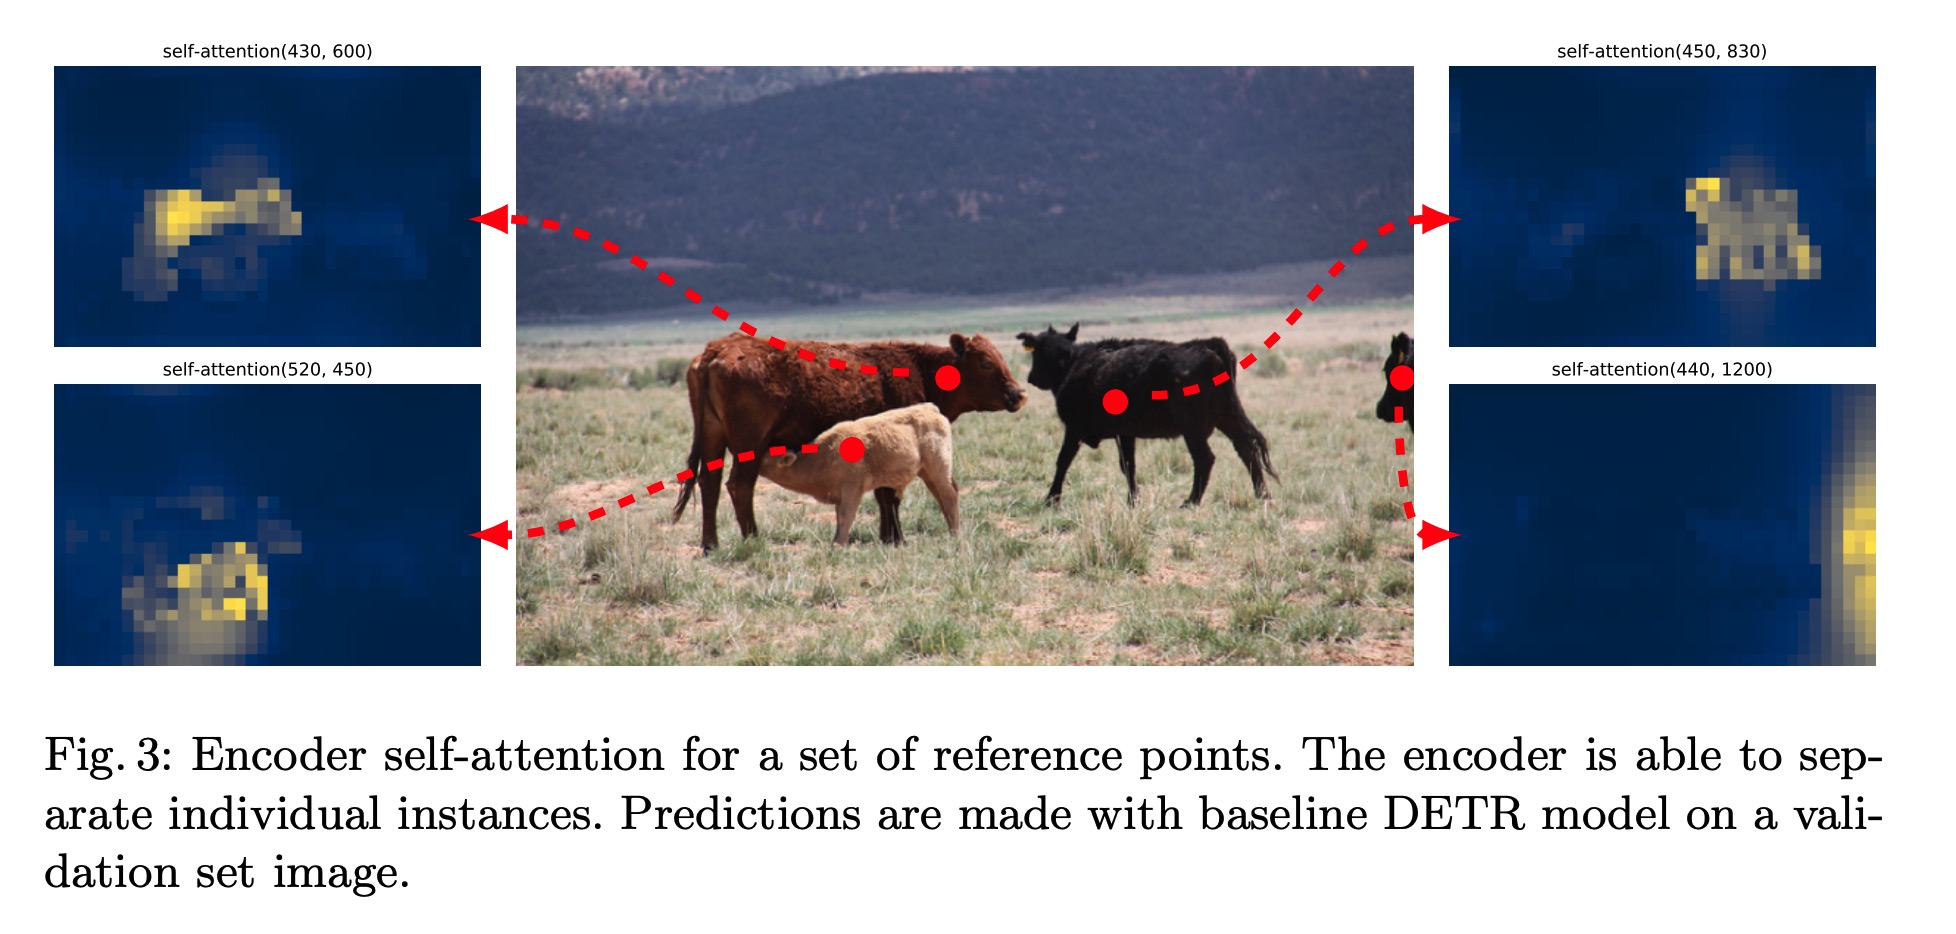 self-attention(430, 600)
self-attention(450, 830)
self-attention(520, 450)
self-attention(440, 1200)
Fig. 3: Encoder self-attention for a set of reference points. The encoder is able to sep-
arate individual instances. Predictions are made with baseline DETR model on a vali-
dation set image.